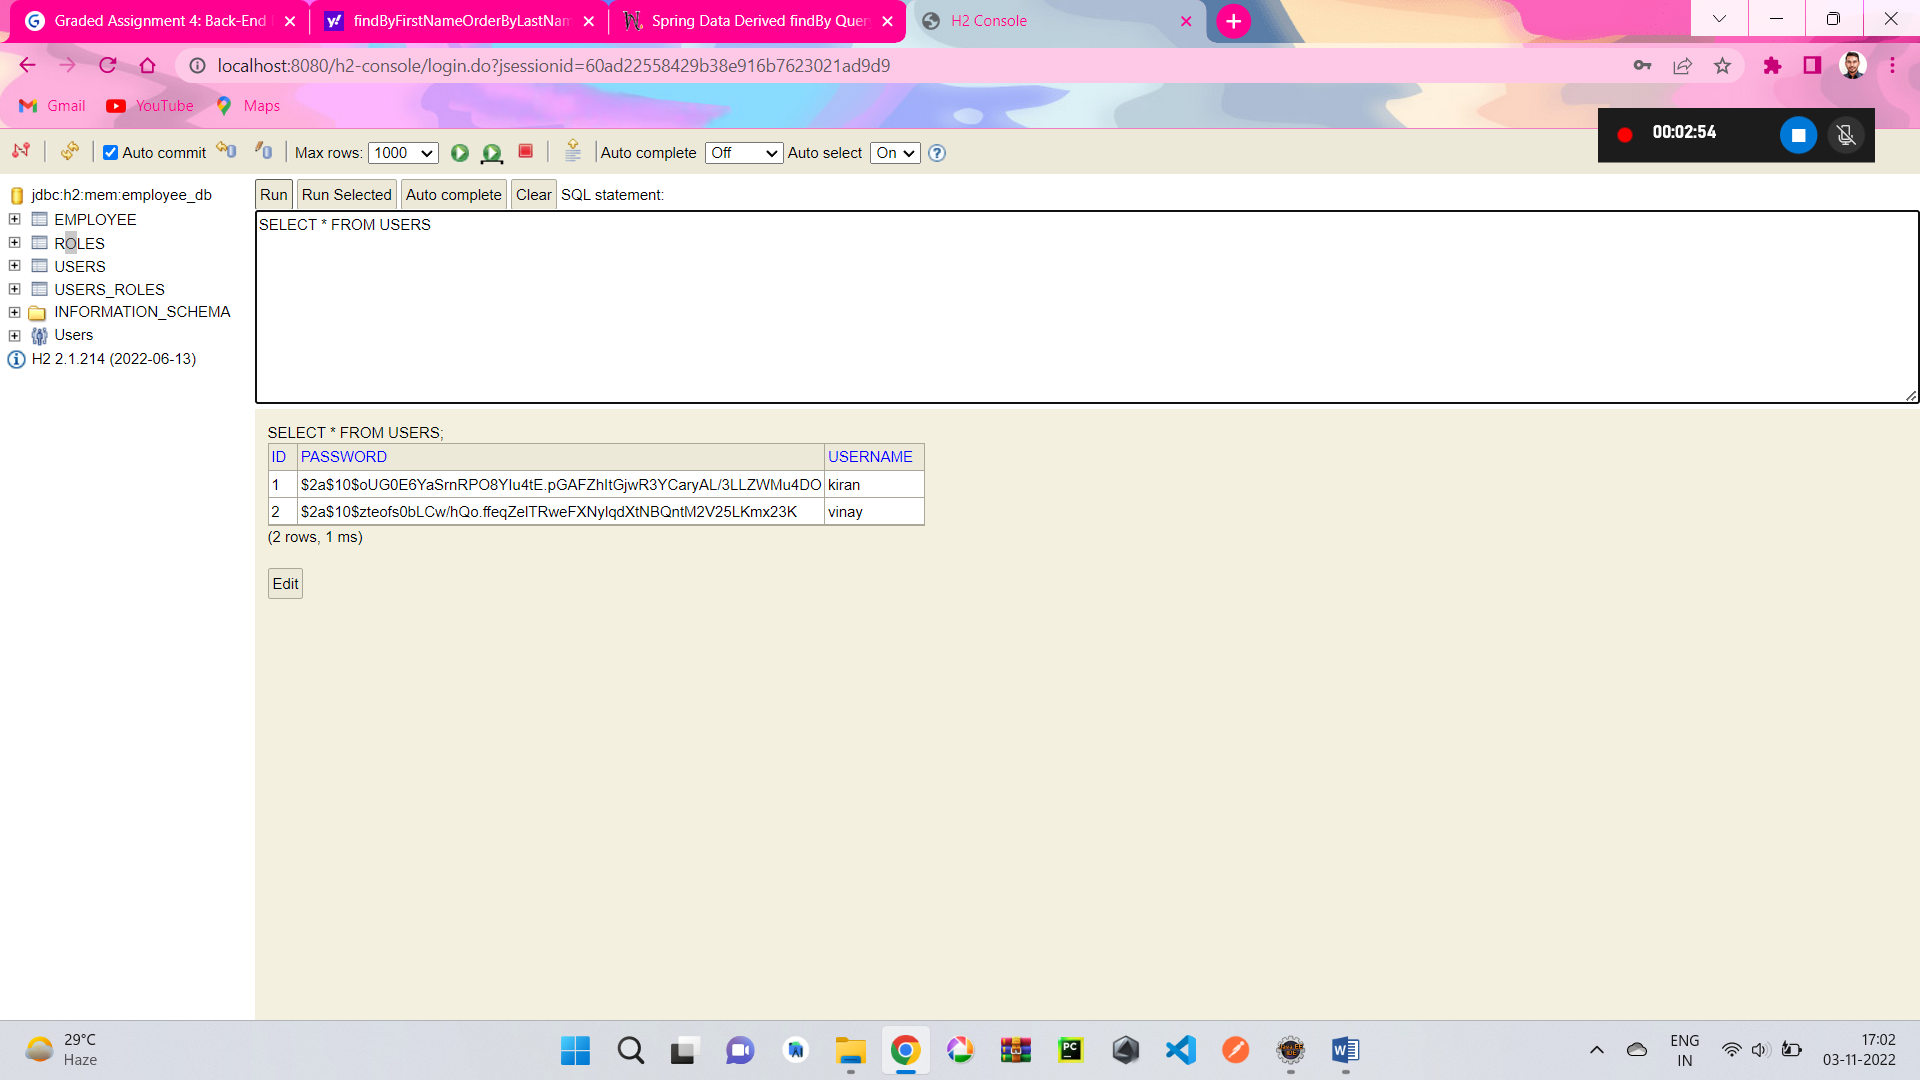 Graded Assignment 4: Back-End
findByFirstNameOrderByLastNam
Spring Data Derived findBy Quer
H2 Console
localhost:8080/h2-console/login.do?jsessionid=60ad22558429b38e916b7623021ad9d9
Gmail YouTube Maps
00:02:54
Auto commit Max rows: 1000 Auto complete Off Auto select On
jdbc:h2:mem:employee_db
EMPLOYEE
ROLES
USERS
USERS_ROLES
INFORMATION_SCHEMA
Users
H2 2.1.214 (2022-06-13)
Run Run Selected Auto complete Clear SQL statement:
SELECT * FROM USERS
SELECT * FROM USERS;
ID PASSWORD USERNAME
1 $2a$10$oUG0E6YaSrnRPO8YIu4tE.pGAFZhItGjwR3YCaryAL/3LLZWMu4DO kiran
2 $2a$10$zteofs0bLCw/hQo.ffeqZeITRweFXNylqdXtNBQntM2V25LKmx23K vinay
(2 rows, 1 ms)
Edit
29°C
Haze
ENG
IN
17:02
03-11-2022